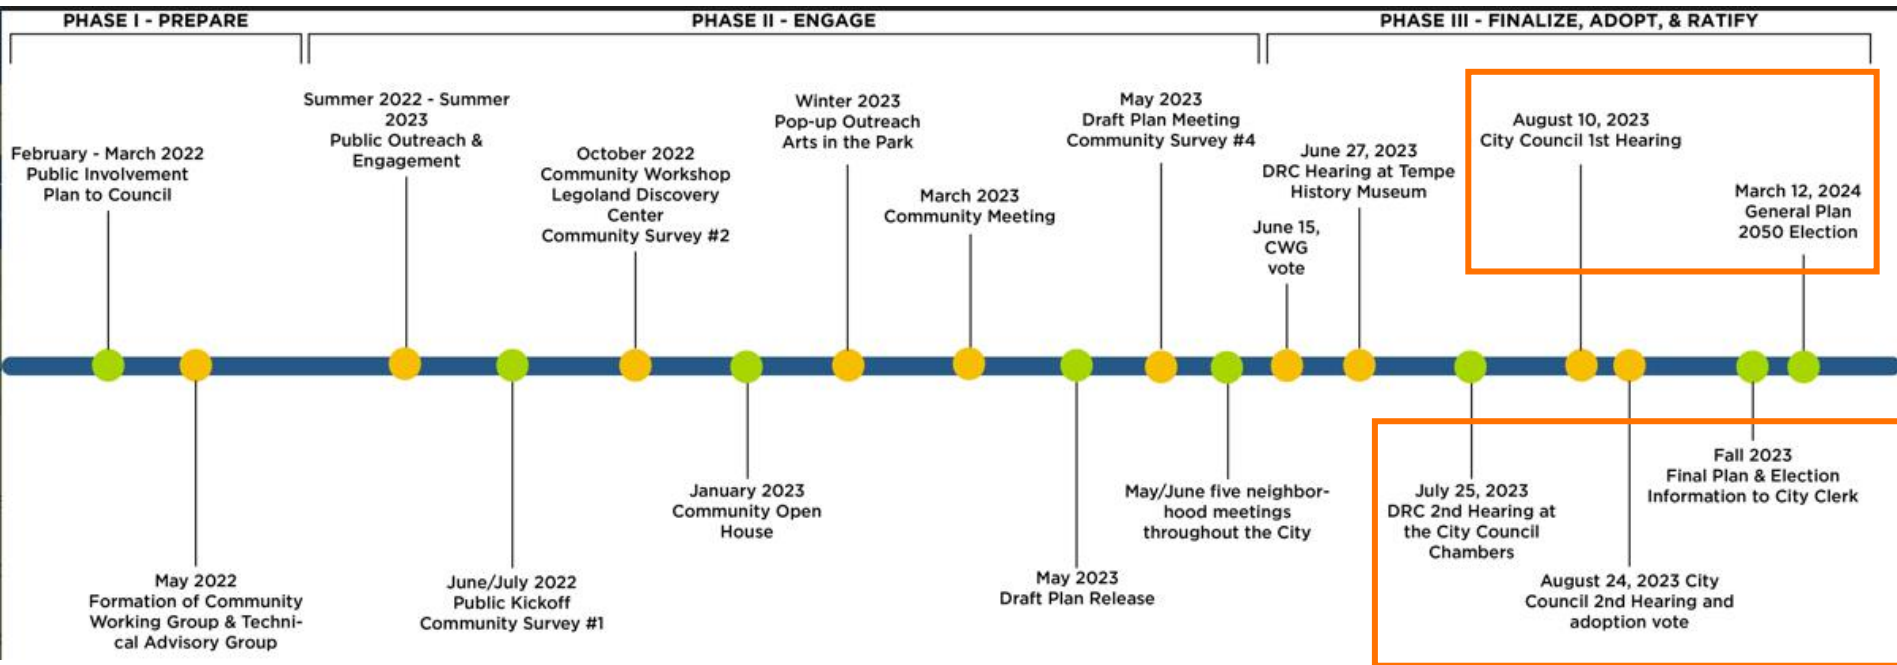 PHASE I - PREPARE
PHASE II - ENGAGE
PHASE III - FINALIZE, ADOPT, & RATIFY
February - March 2022
Public Involvement
Plan to Council
May 2022
Formation of Community
Working Group & Techni-
cal Advisory Group
Summer 2022 - Summer
2023
Public Outreach &
Engagement
June/July 2022
Public Kickoff
Community Survey #1
October 2022
Community Workshop
Legoland Discovery
Center
Community Survey #2
January 2023
Community Open
House
Winter 2023
Pop-up Outreach
Arts in the Park
March 2023
Community Meeting
May 2023
Draft Plan Release
May 2023
Draft Plan Meeting
Community Survey #4
May/June five neighbor-
hood meetings
throughout the City
June 15,
CWG
vote
June 27, 2023
DRC Hearing at Tempe
History Museum
July 25, 2023
DRC 2nd Hearing at
the City Council
Chambers
August 10, 2023
City Council 1st Hearing
August 24, 2023 City
Council 2nd Hearing and
adoption vote
Fall 2023
Final Plan & Election
Information to City Clerk
March 12, 2024
General Plan
2050 Election